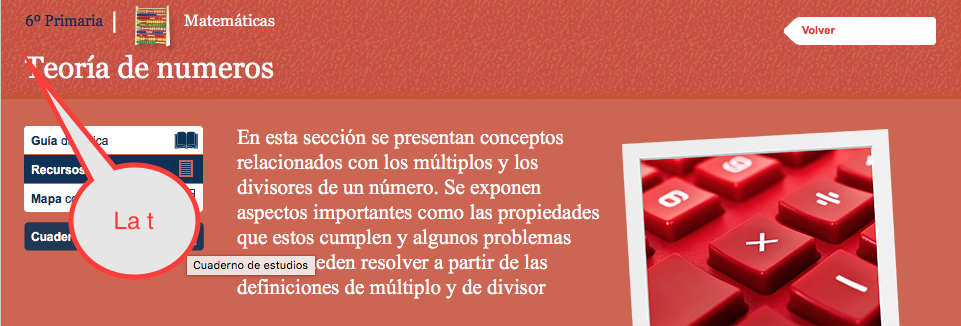 6º Primaria | Matemáticas
Volver
Teoría de numeros
Guía
Recursos
Mapa
La t
Cuaderno de estudios
En esta sección se presentan conceptos
relacionados con los múltiplos y los
divisores de un número. Se exponen
aspectos importantes como las propiedades
que estos cumplen y algunos problemas
resolver a partir de las
definiciones de múltiplo y de divisor